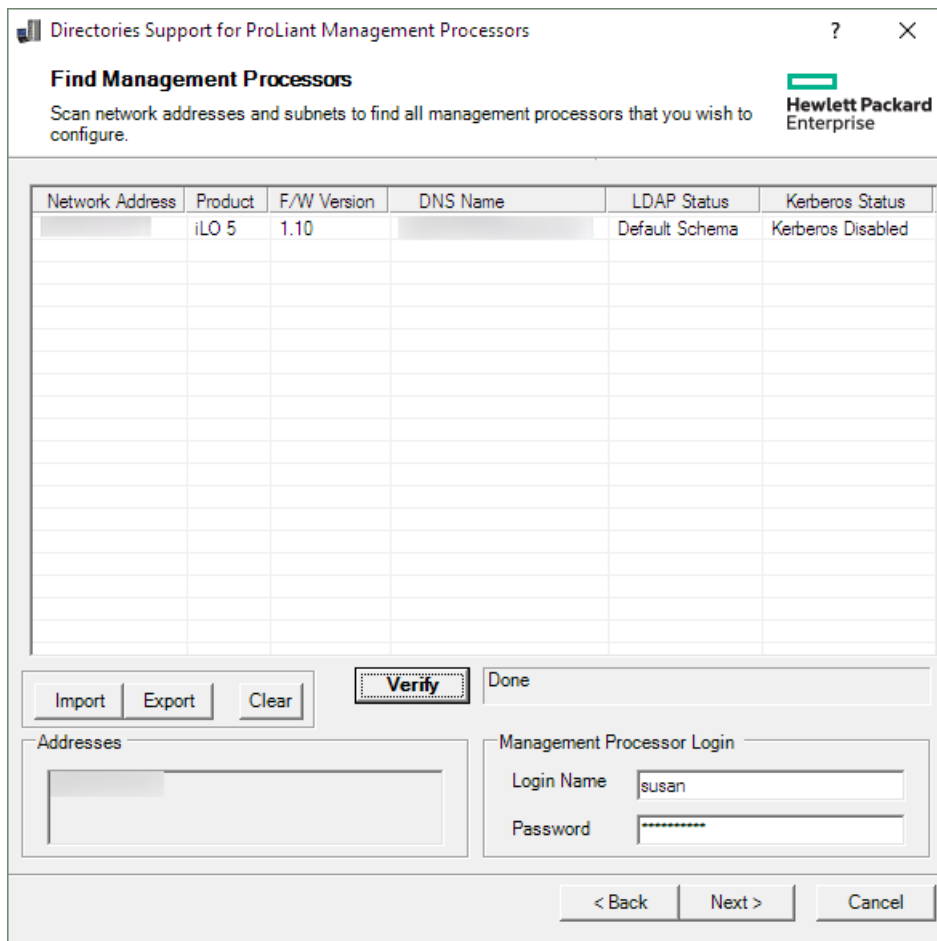 Directories Support for ProLiant Management Processors ?
Find Management Processors
Scan network addresses and subnets to find all management processors that you wish to
configure.
Hewlett Packard
Enterprise
Network Address Product F/W Version DNS Name LDAP Status Kerberos Status
iLO 5 1.10 Default Schema Kerberos Disabled
Import Export Clear Verify Done
Addresses
Management Processor Login
Login Name susan
Password **********
< Back Next > Cancel